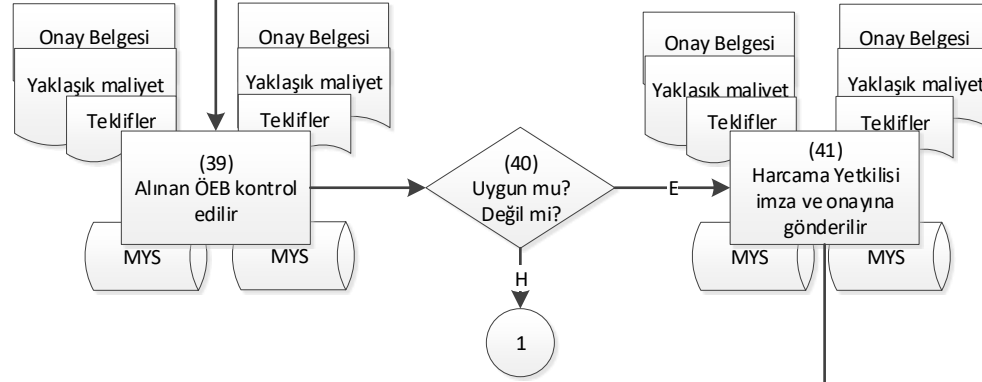 Onay Belgesi
Yaklaşık maliyet
Teklifler
Onay Belgesi
Yaklaşık maliyet
Teklifler
(39)
Alınan ÖEB kontrol
edilir
MYS
MYS
(40)
Uygun mu?
Değil mi?
E
H
1
Onay Belgesi
Yaklaşık maliyet
Teklifler
Onay Belgesi
Yaklaşık maliyet
Teklifler
(41)
Harcama Yetkilisi
imza ve onayına
gönderilir
MYS
MYS